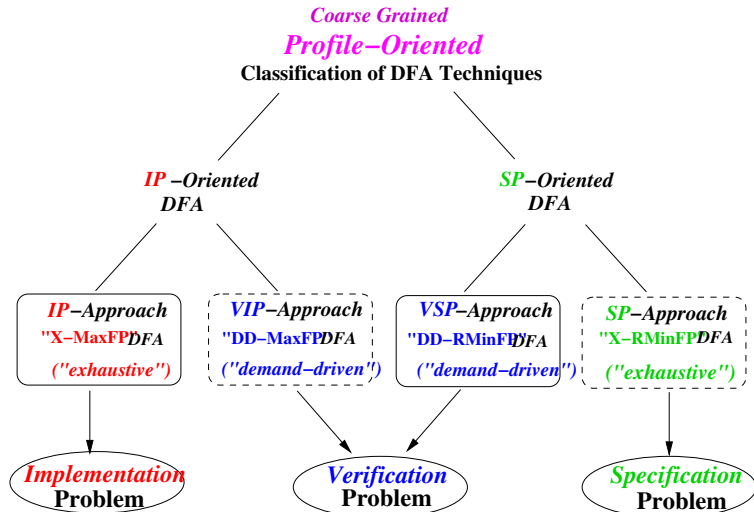 Coarse Grained
Profile−Oriented
Classification of DFA Techniques
IP −Oriented
DFA
SP−Oriented
DFA
IP−Approach
"X−MaxFP"DFA
("exhaustive")
VIP−Approach
"DD−MaxFP"DFA
("demand−driven")
VSP−Approach
"DD−RMinFP"DFA
("demand−driven")
SP−Approach
"X−RMinFP"DFA
("exhaustive")
Implementation
Problem
Verification
Problem
Specification
Problem